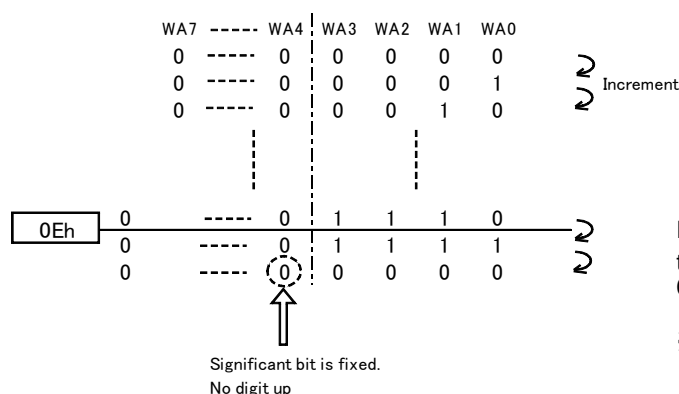 WA7 ----- WA4 WA3 WA2 WA1 WA0
0 ----- 0 0 0 0 0
0 ----- 0 0 0 0 1
0 ----- 0 0 0 1 0
Increment
0Eh
0 ----- 0 1 1 1 0
0 ----- 0 1 1 1 1
0 ----- 0 0 0 0 0
Significant bit is fixed.
No digit up